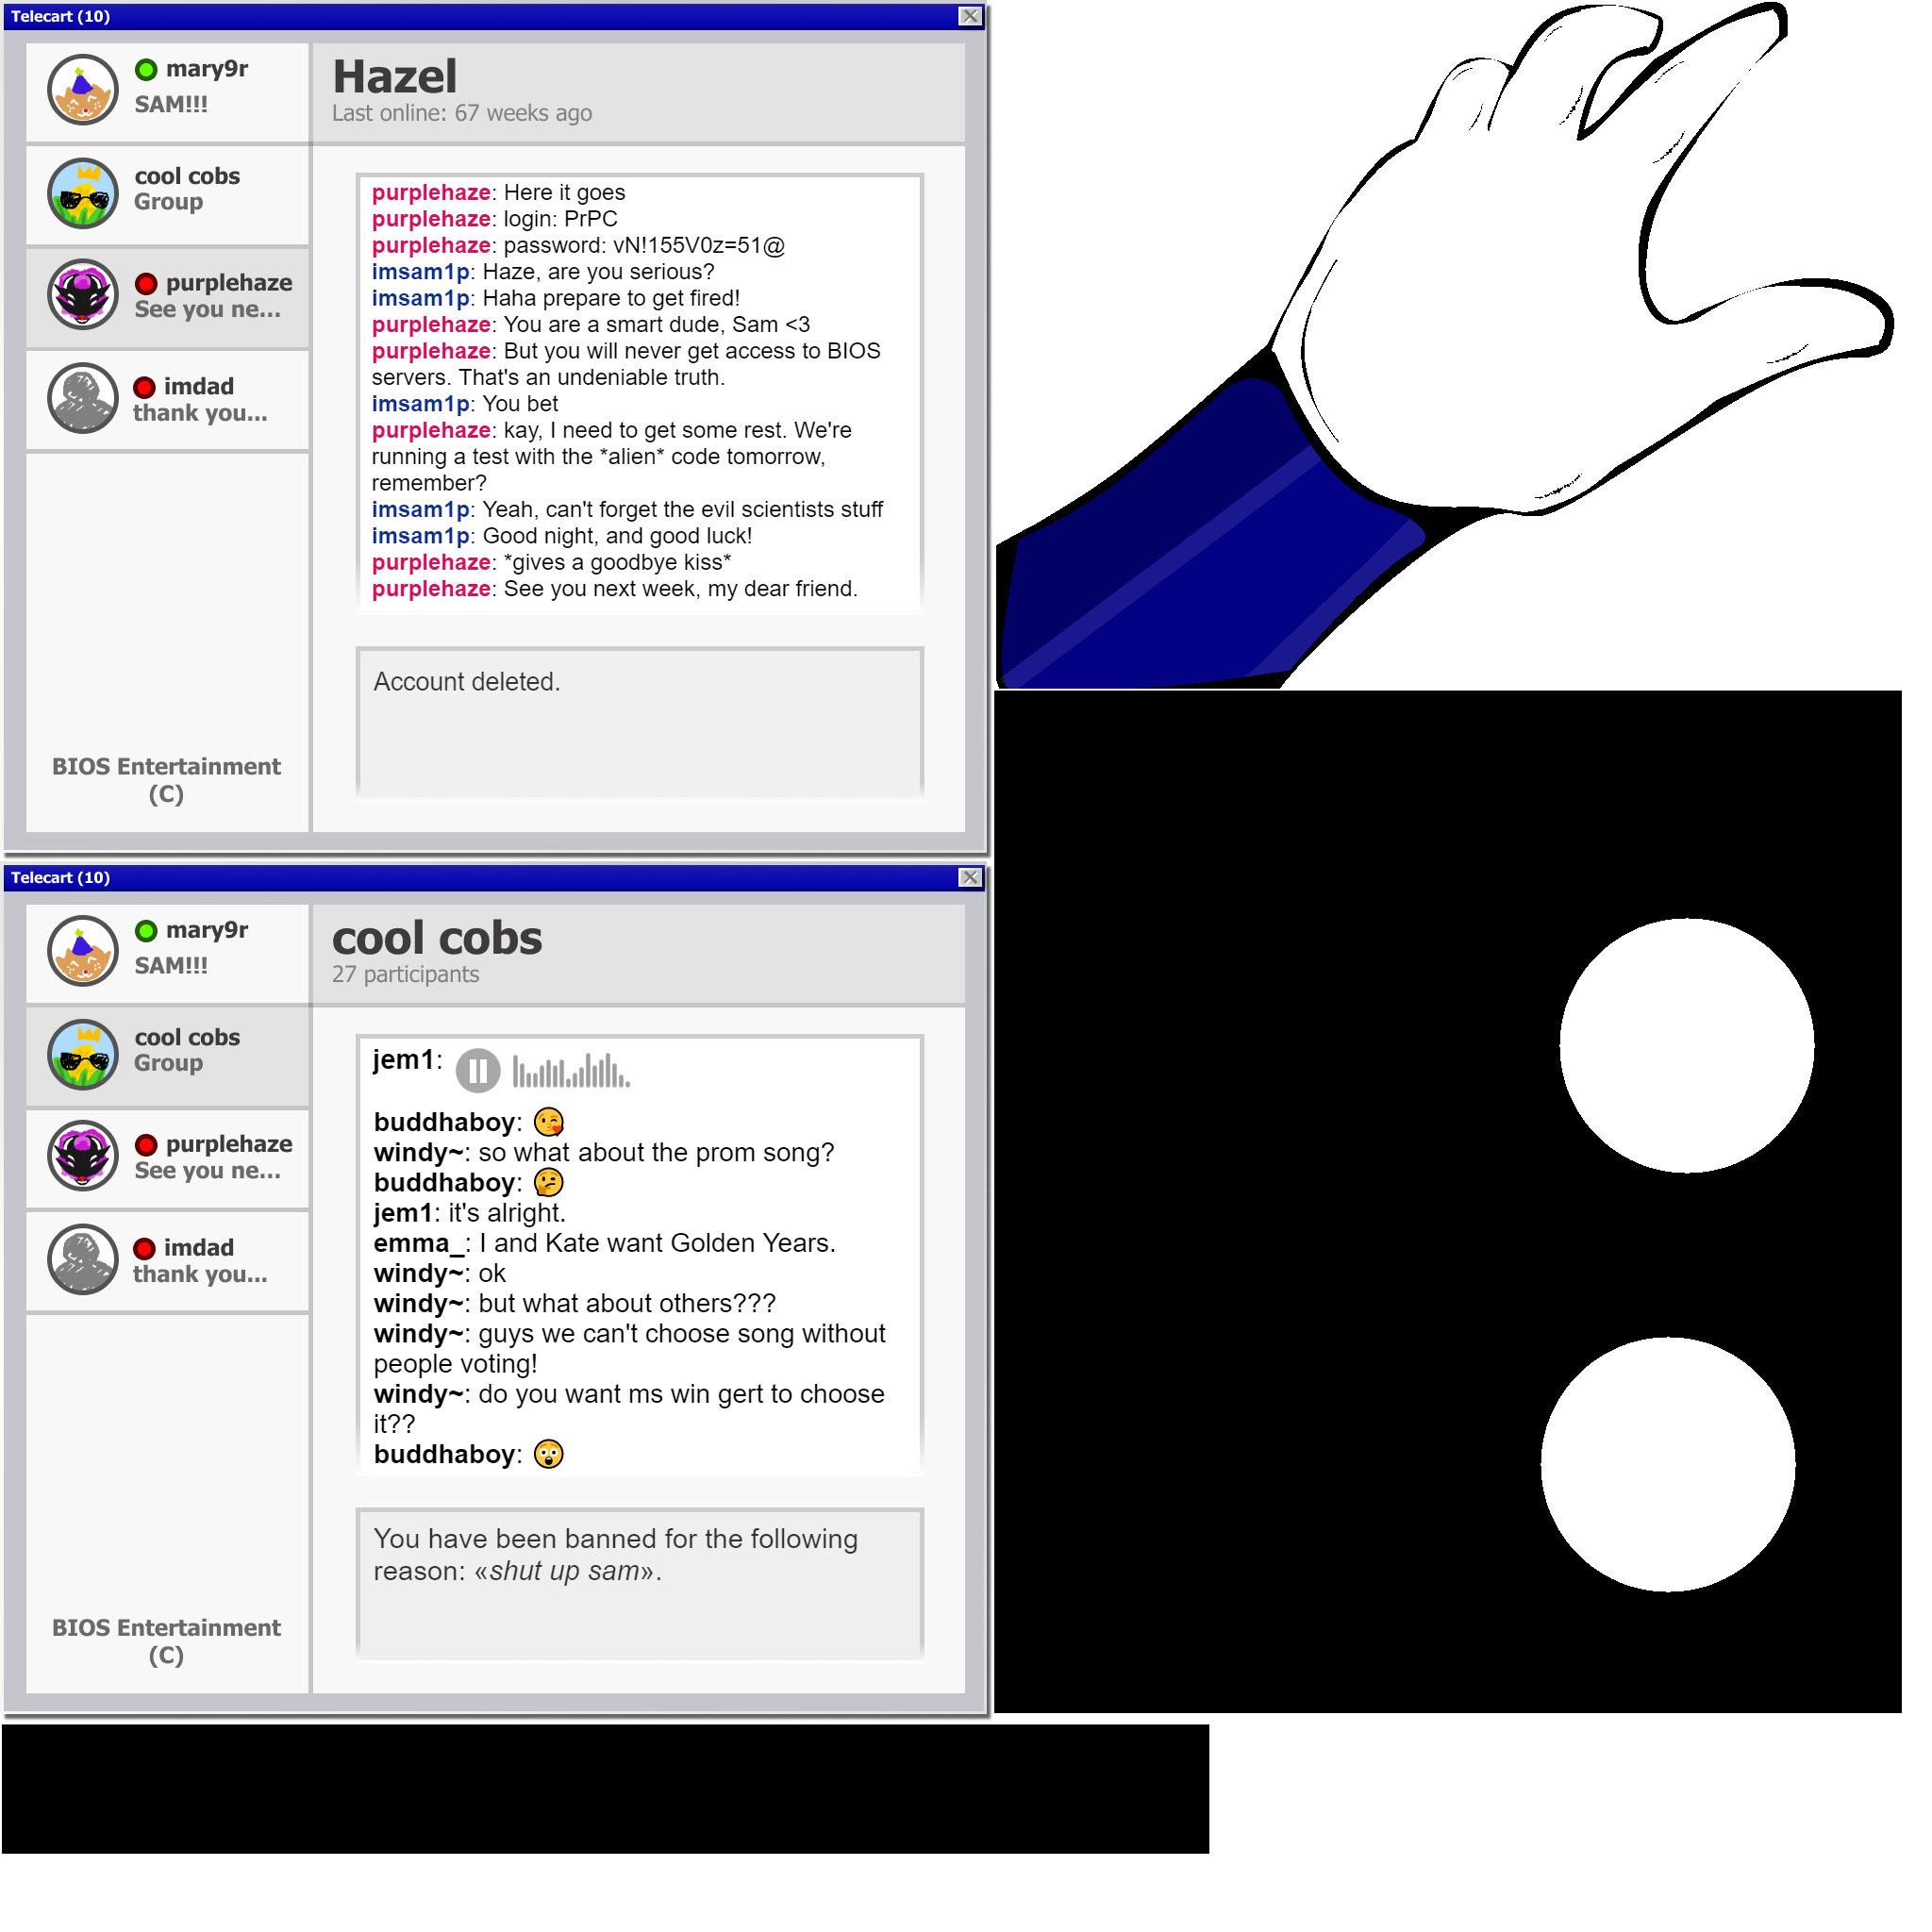 Telecart (10)
mary9r
SAM!!!
cool cobs
Group
purplehaze
See you ne...
imdad
thank you...
BIOS Entertainment
(C)
Hazel
Last online: 67 weeks ago
purplehaze: Here it goes
purplehaze: login: PrPC
purplehaze: password: vN!155V0z=51@
imsam1p: Haze, are you serious?
imsam1p: Haha prepare to get fired!
purplehaze: You are a smart dude, Sam <3
purplehaze: But you will never get access to BIOS
servers. That's an undeniable truth.
imsam1p: You bet
purplehaze: kay, I need to get some rest. We're
running a test with the *alien* code tomorrow,
remember?
imsam1p: Yeah, can't forget the evil scientists stuff
imsam1p: Good night, and good luck!
purplehaze: *gives a goodbye kiss*
purplehaze: See you next week, my dear friend.
Account deleted.
Telecart (10)
mary9r
SAM!!!
cool cobs
Group
purplehaze
See you ne...
imdad
thank you...
BIOS Entertainment
(C)
cool cobs
27 participants
jem1:
buddhaboy: 😘
windy~: so what about the prom song?
buddhaboy: 🤔
jem1: it's alright.
emma_: I and Kate want Golden Years.
windy~: ok
windy~: but what about others???
windy~: guys we can't choose song without
people voting!
windy~: do you want ms win gert to choose
it??
buddhaboy: 😲
You have been banned for the following
reason: «shut up sam».